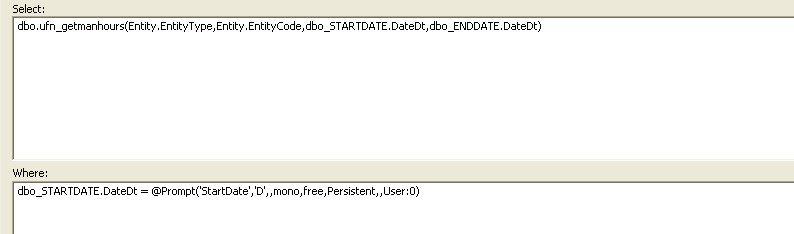 Select:
dbo.ufn_getmanhours(Entity.EntityType,Entity.EntityCode,dbo_STARTDATE.DateDt,dbo_ENDDATE.DateDt)
Where:
dbo_STARTDATE.DateDt = @Prompt('StartDate','D',,mono,free,Persistent,,User:0)